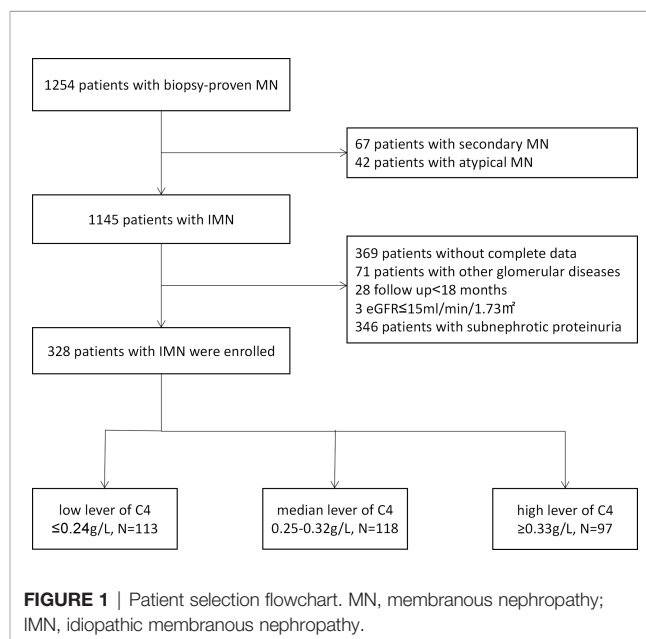 1254 patients with biopsy-proven MN
67 patients with secondary MN
42 patients with atypical MN
1145 patients with IMN
369 patients without complete data
71 patients with other glomerular diseases
28 follow up<18 months
3 eGFR≤15ml/min/1.73㎡
346 patients with subnephrotic proteinuria
328 patients with IMN were enrolled
low lever of C4
≤0.24g/L, N=113
median lever of C4
0.25-0.32g/L, N=118
high lever of C4
≥0.33g/L, N=97
FIGURE 1 | Patient selection flowchart. MN, membranous nephropathy;
IMN, idiopathic membranous nephropathy.